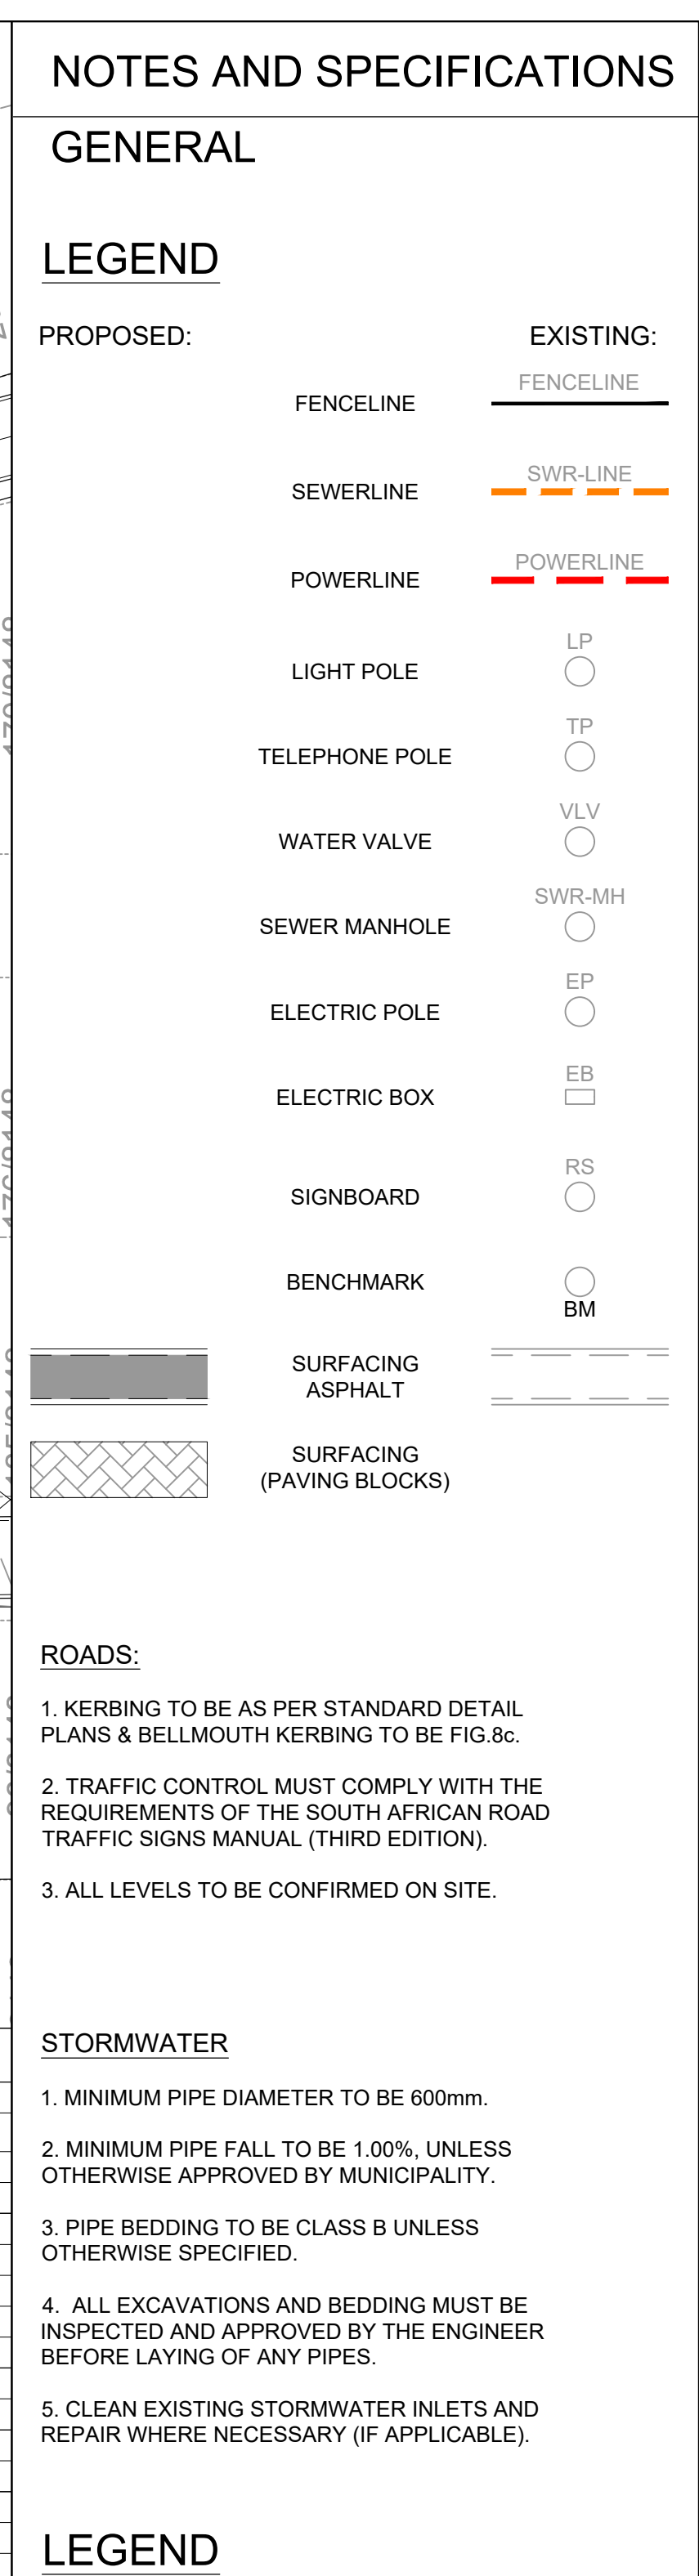 NOTES AND SPECIFICATIONS
GENERAL
LEGEND
PROPOSED: EXISTING:
FENCELINE FENCELINE
SEWERLINE SWR-LINE
POWERLINE POWERLINE
LIGHT POLE LP
TELEPHONE POLE TP
WATER VALVE VLV
SEWER MANHOLE SWR-MH
ELECTRIC POLE EP
ELECTRIC BOX EB
SIGNBOARD RS
BENCHMARK
BM
SURFACING
ASPHALT
SURFACING
(PAVING BLOCKS)
ROADS:
1. KERBING TO BE AS PER STANDARD DETAIL
PLANS & BELLMOUTH KERBING TO BE FIG.8c.
2. TRAFFIC CONTROL MUST COMPLY WITH THE
REQUIREMENTS OF THE SOUTH AFRICAN ROAD
TRAFFIC SIGNS MANUAL (THIRD EDITION).
3. ALL LEVELS TO BE CONFIRMED ON SITE.
STORMWATER
1. MINIMUM PIPE DIAMETER TO BE 600mm.
2. MINIMUM PIPE FALL TO BE 1.00%, UNLESS
OTHERWISE APPROVED BY MUNICIPALITY.
3. PIPE BEDDING TO BE CLASS B UNLESS
OTHERWISE SPECIFIED.
4. ALL EXCAVATIONS AND BEDDING MUST BE
INSPECTED AND APPROVED BY THE ENGINEER
BEFORE LAYING OF ANY PIPES.
5. CLEAN EXISTING STORMWATER INLETS AND
REPAIR WHERE NECESSARY (IF APPLICABLE).
LEGEND